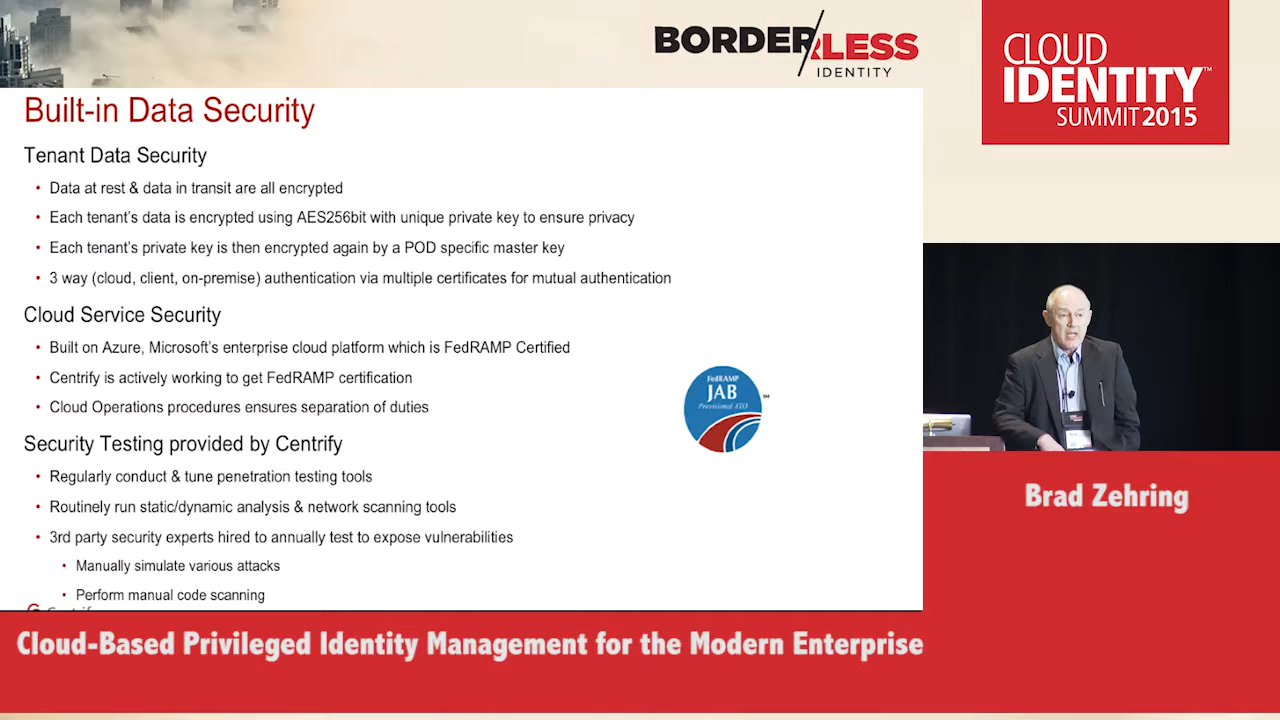 BORDERLESS
IDENTITY
CLOUD
IDENTITY™
SUMMIT 2015
Built-in Data Security
Tenant Data Security
• Data at rest & data in transit are all encrypted
• Each tenant's data is encrypted using AES256bit with unique private key to ensure privacy
• Each tenant's private key is then encrypted again by a POD specific master key
• 3 way (cloud, client, on-premise) authentication via multiple certificates for mutual authentication
Cloud Service Security
• Built on Azure, Microsoft's enterprise cloud platform which is FedRAMP Certified
• Centrify is actively working to get FedRAMP certification
• Cloud Operations procedures ensures separation of duties
FedRAMP
JAB
Provisional ATO
SM
Security Testing provided by Centrify
• Regularly conduct & tune penetration testing tools
• Routinely run static/dynamic analysis & network scanning tools
• 3rd party security experts hired to annually test to expose vulnerabilities
• Manually simulate various attacks
• Perform manual code scanning
Brad Zehring
Cloud-Based Privileged Identity Management for the Modern Enterprise